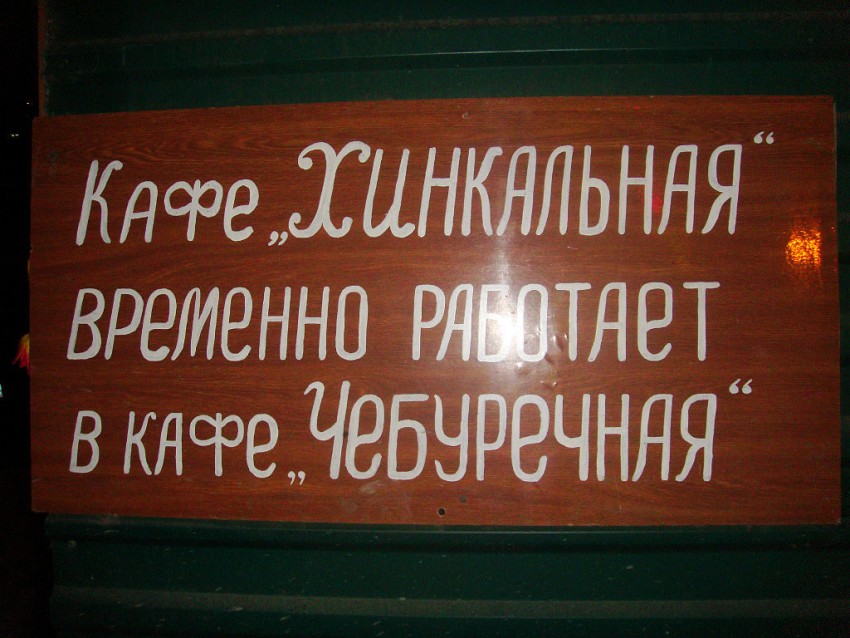 Кафе „Хинкальная“
временно работает
в кафе „Чебуречная“